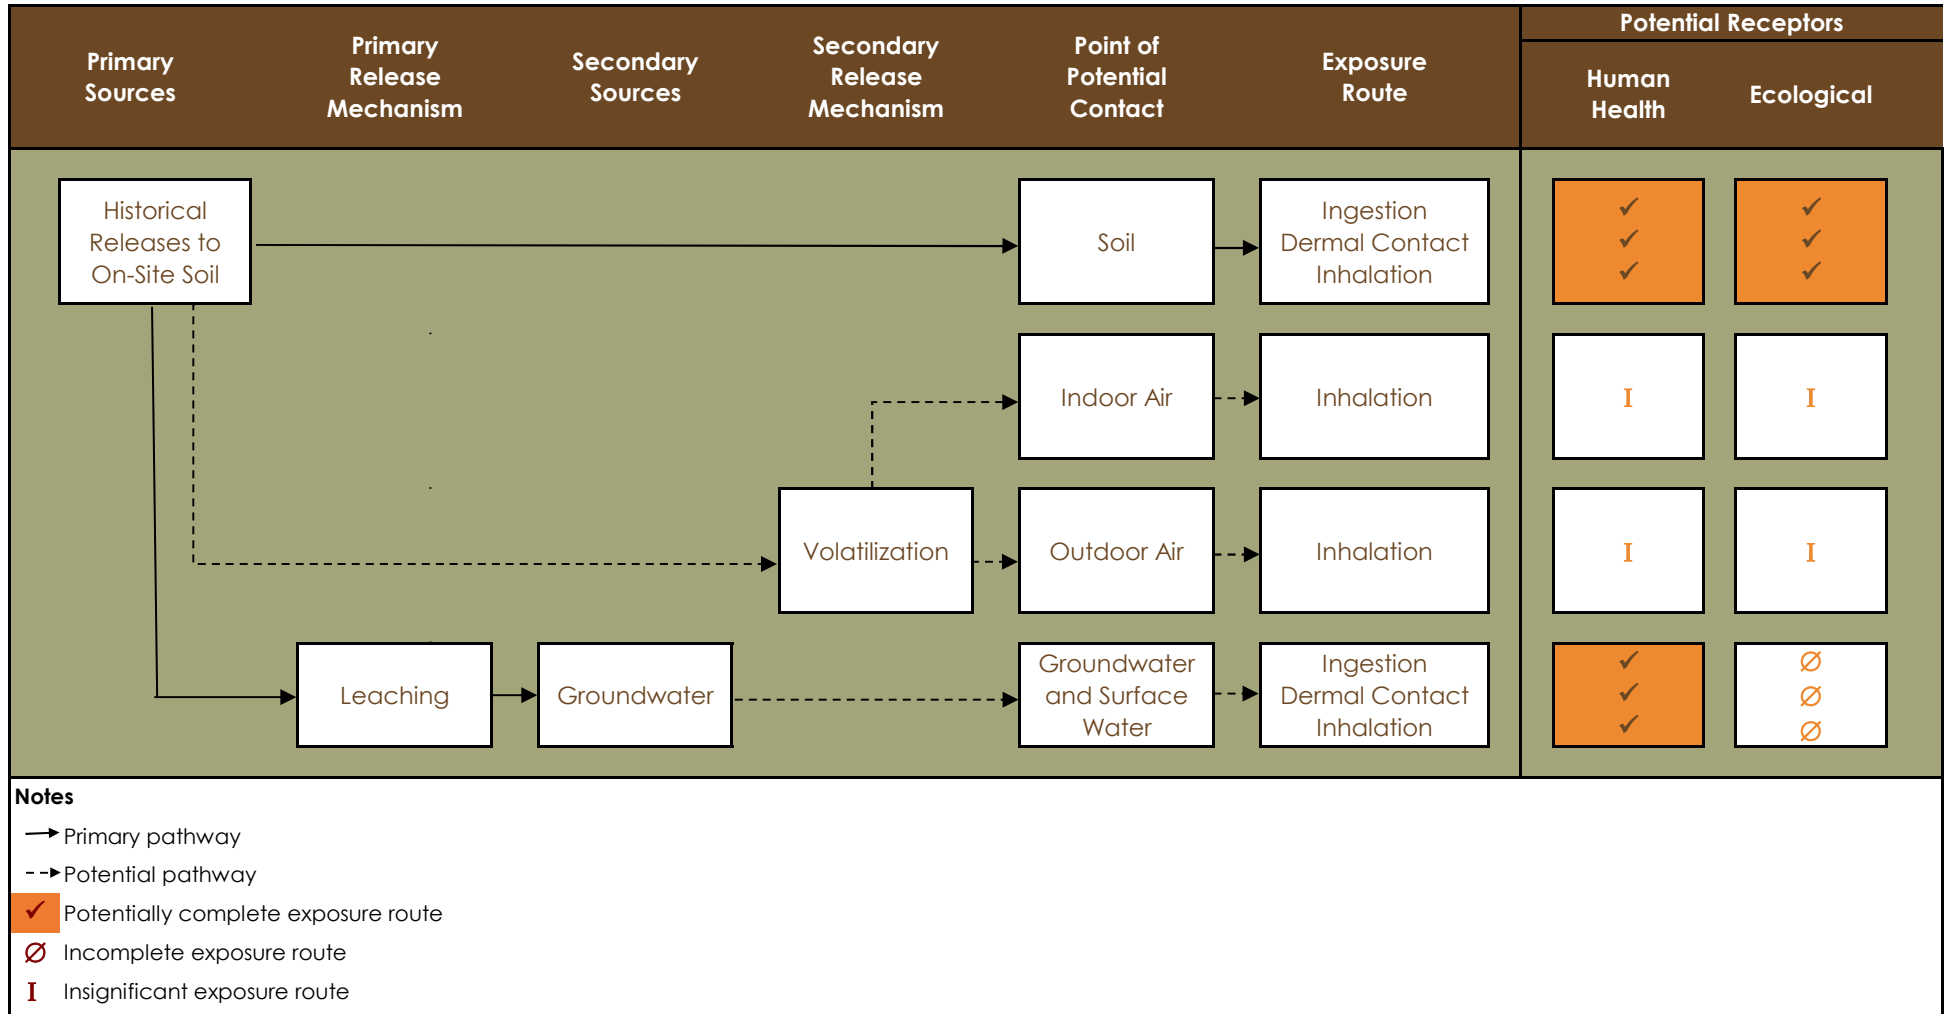 Primary
Sources
Primary
Release
Mechanism
Secondary
Sources
Secondary
Release
Mechanism
Point of
Potential
Contact
Exposure
Route
Potential Receptors
Human
Health
Ecological
Historical
Releases to
On-Site Soil
Soil
Ingestion
Dermal Contact
Inhalation
✓
✓
✓
✓
✓
✓
Indoor Air
Inhalation
I
I
Volatilization
Outdoor Air
Inhalation
I
I
Leaching
Groundwater
Groundwater
and Surface
Water
Ingestion
Dermal Contact
Inhalation
✓
✓
✓
∅
∅
∅
Notes
Primary pathway
Potential pathway
✓ Potentially complete exposure route
∅ Incomplete exposure route
I Insignificant exposure route